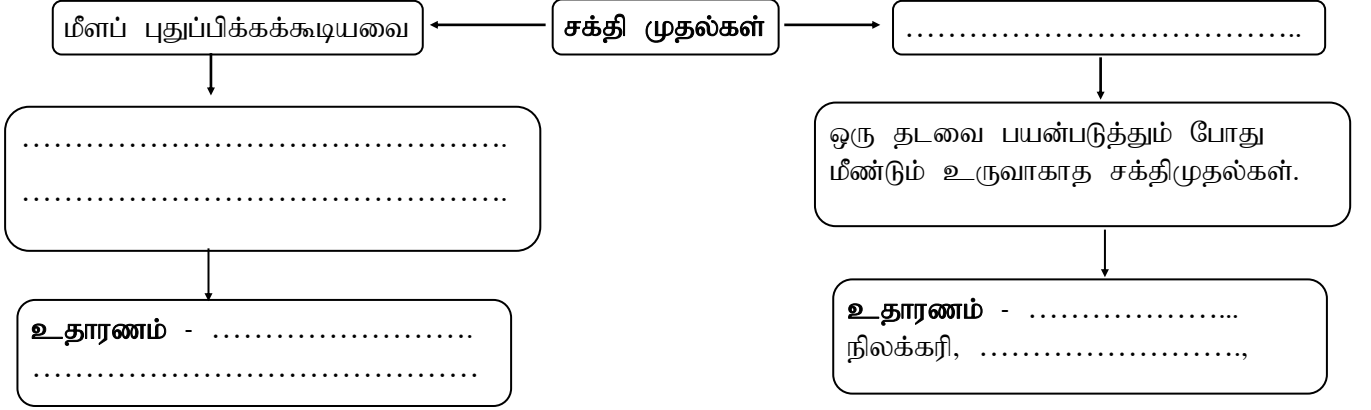 மீளப் புதுப்பிக்கக்கூடியவை
சக்தி முதல்கள்
…………………………………..
…………………………………………….
…………………………………………….
ஒரு தடவை பயன்படுத்தும் போது
மீண்டும் உருவாகாத சக்திமுதல்கள்.
உதாரணம் - ……………………….
…………………………………………
உதாரணம் - …………………...
நிலக்கரி, ……………………….,